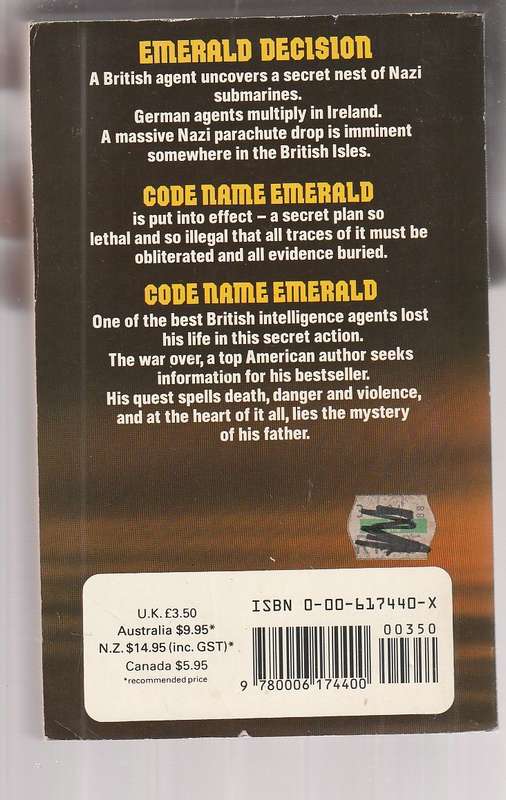 EMERALD DECISION
A British agent uncovers a secret nest of Nazi
submarines.
German agents multiply in Ireland.
A massive Nazi parachute drop is imminent
somewhere in the British Isles.
CODE NAME EMERALD
is put into effect – a secret plan so
lethal and so illegal that all traces of it must be
obliterated and all evidence buried.
CODE NAME EMERALD
One of the best British intelligence agents lost
his life in this secret action.
The war over, a top American author seeks
information for his bestseller.
His quest spells death, danger and violence,
and at the heart of it all, lies the mystery
of his father.
U.K. £3.50
Australia $9.95*
N.Z. $14.95 (inc. GST)*
Canada $5.95
*recommended price
ISBN 0-00-617440-X
00350
9 780006 174400